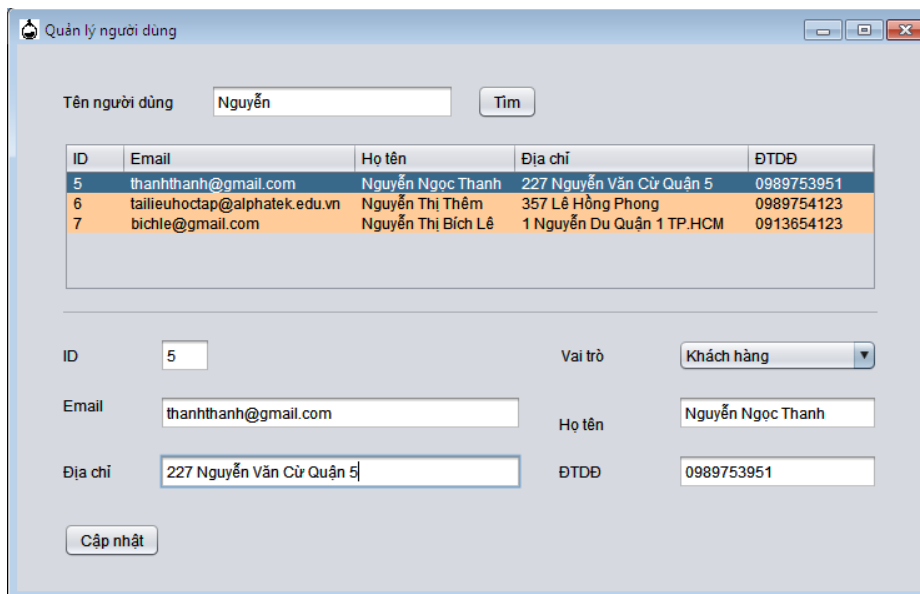 Quản lý người dùng
Tên người dùng Nguyễn Tìm
ID Email Họ tên Địa chỉ ĐTDĐ
5 thanhthanh@gmail.com Nguyễn Ngọc Thanh 227 Nguyễn Văn Cừ Quận 5 0989753951
6 tailieuhoctap@alphatek.edu.vn Nguyễn Thị Thêm 357 Lê Hồng Phong 0989754123
7 bichle@gmail.com Nguyễn Thị Bích Lê 1 Nguyễn Du Quận 1 TP.HCM 0913654123
ID 5 Vai trò Khách hàng
Email thanhthanh@gmail.com Họ tên Nguyễn Ngọc Thanh
Địa chỉ 227 Nguyễn Văn Cừ Quận 5 ĐTDĐ 0989753951
Cập nhật